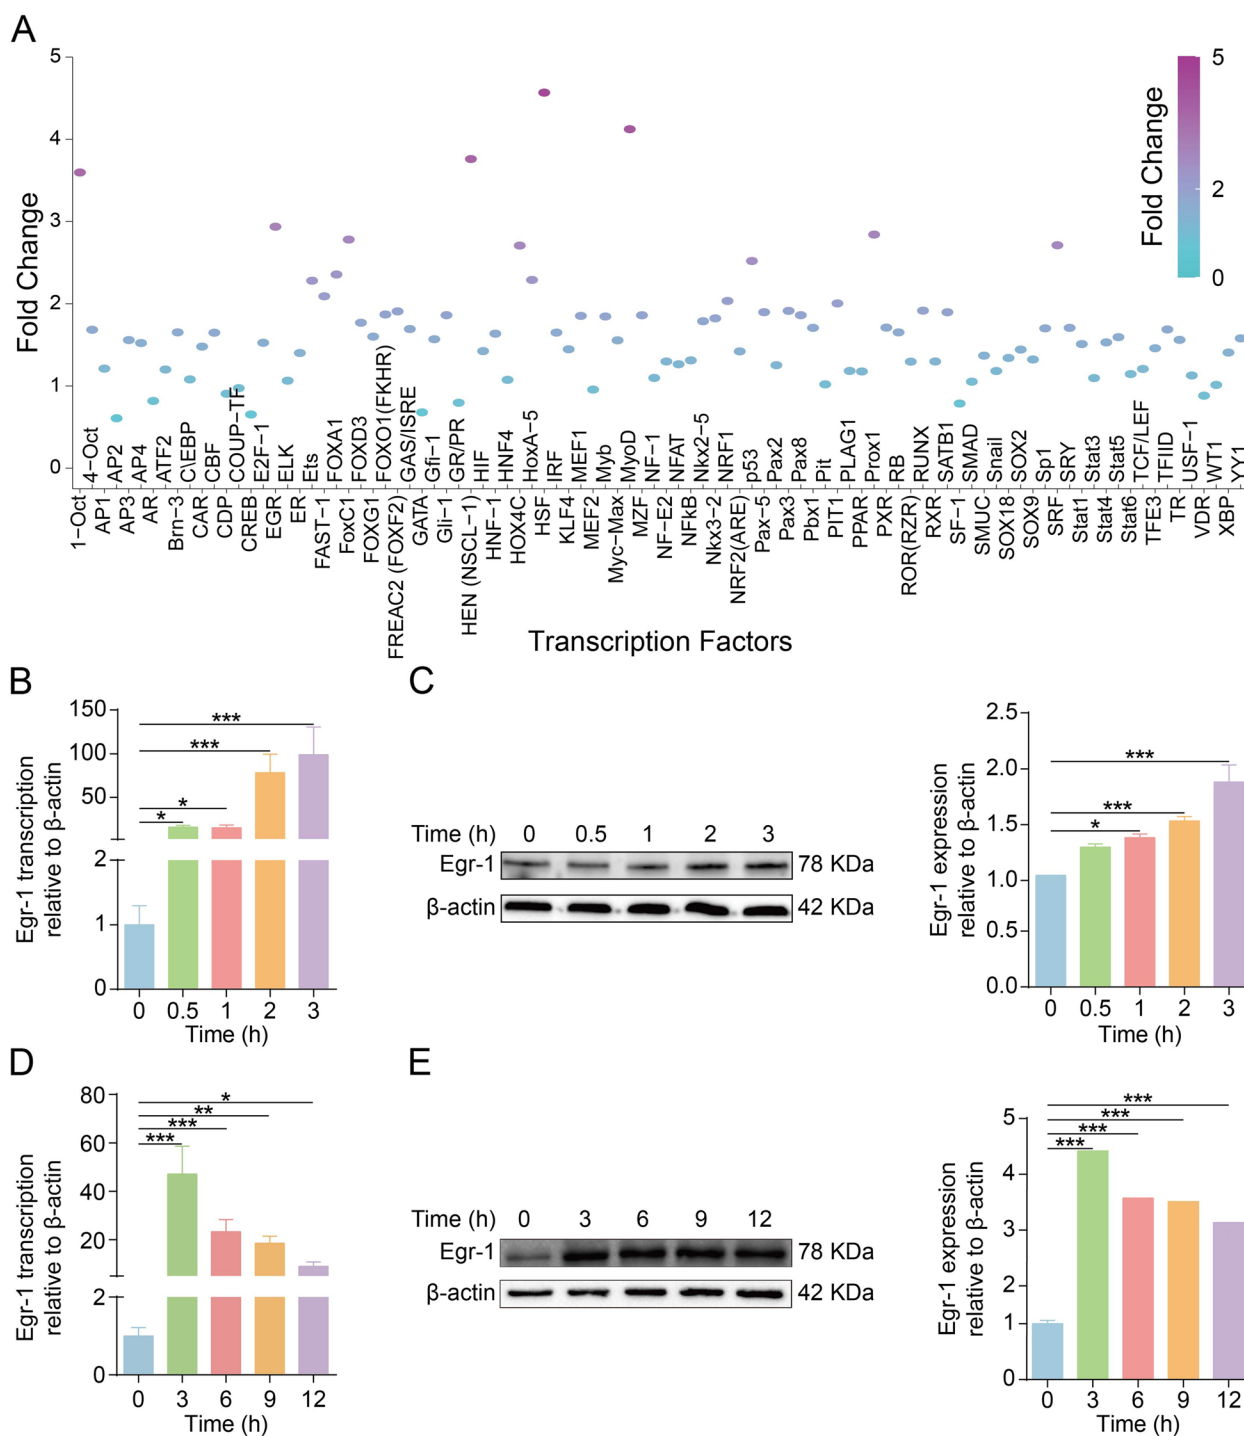 A
Fold Change
5
4
3
2
1
0
Fold Change
5
2
0
1-Oct
4-Oct
AP1
AP2
AP3
AP4
AR
ATF2
Brn-3
C\EBP
CAR
CBF
CDP
COUP-TF
CREB
E2F-1
EGR
ELK
ER
Ets
FAST-1
FOXA1
FoxC1
FOXD3
FOXG1
FOXO1(FKHR)
FREAC2 (FOXF2)
GAS/ISRE
GATA
Gfi-1
Gli-1
GR/PR
HEN (NSCL-1)
HIF
HNF-1
HNF4
HOX4C
HoxA-5
HSF
IRF
KLF4
MEF1
MEF2
Myb
Myc-Max
MyoD
MZF
NF-1
NF-E2
NFAT
NFkB
Nkx2-5
Nkx3-2
NRF1
NRF2(ARE)
p53
Pax-5
Pax2
Pax3
Pax8
Pbx1
Pit
PIT1
PLAG1
PPAR
Prox1
PXR
RB
ROR(RZR)
RUNX
RXR
SATB1
SF-1
SMAD
SMUC
Snail
SOX18
SOX2
SOX9
Sp1
SRF
SRY
Stat1
Stat3
Stat4
Stat5
Stat6
TCF/LEF
TFE3
TFIID
TR
USF-1
VDR
WT1
XBP
YY1
Transcription Factors
B
Egr-1 transcription
relative to β-actin
150
100
50
2
1
0
***
***
*
*
0 0.5 1 2 3
Time (h)
C
Time (h) 0 0.5 1 2 3
Egr-1 78 KDa
β-actin 42 KDa
Egr-1 expression
relative to β-actin
2.5
2.0
1.5
1.0
0.5
0.0
***
***
*
0 0.5 1 2 3
Time (h)
D
Egr-1 transcription
relative to β-actin
80
60
40
20
2
1
0
*
**
***
***
0 3 6 9 12
Time (h)
E
Time (h) 0 3 6 9 12
Egr-1 78 KDa
β-actin 42 KDa
Egr-1 expression
relative to β-actin
5
4
3
2
1
0
***
***
***
***
0 3 6 9 12
Time (h)